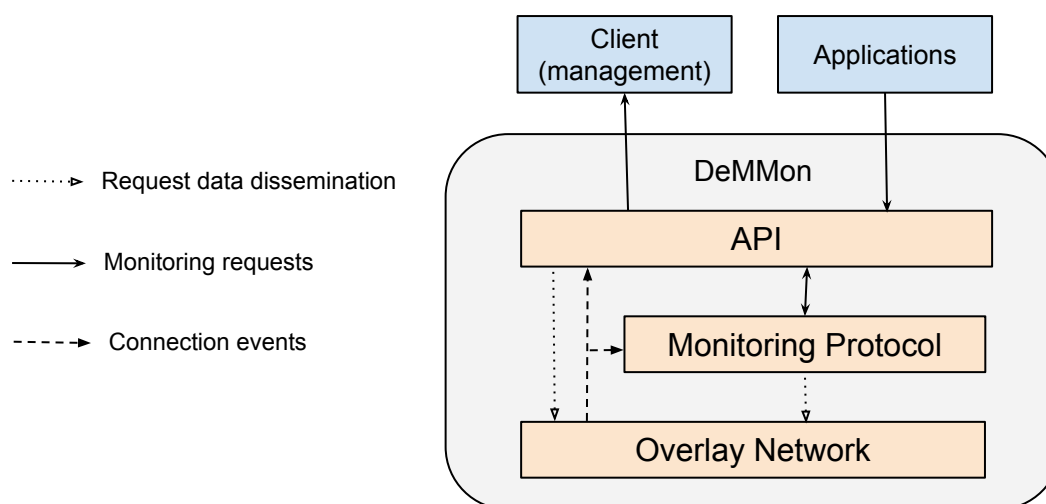 Client
(management)
Applications
DeMMon
Request data dissemination
API
Monitoring requests
Monitoring Protocol
Connection events
Overlay Network